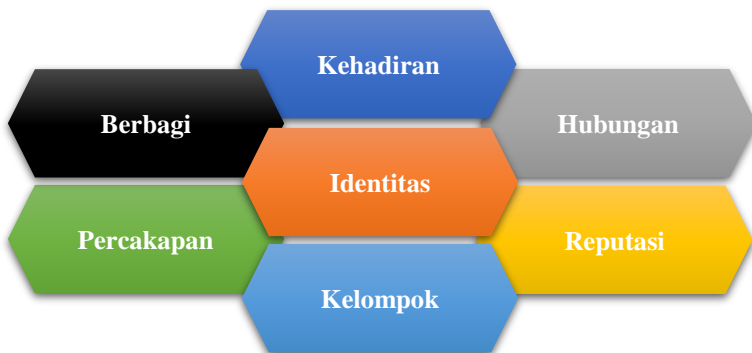 Kehadiran
Berbagi
Hubungan
Identitas
Percakapan
Reputasi
Kelompok